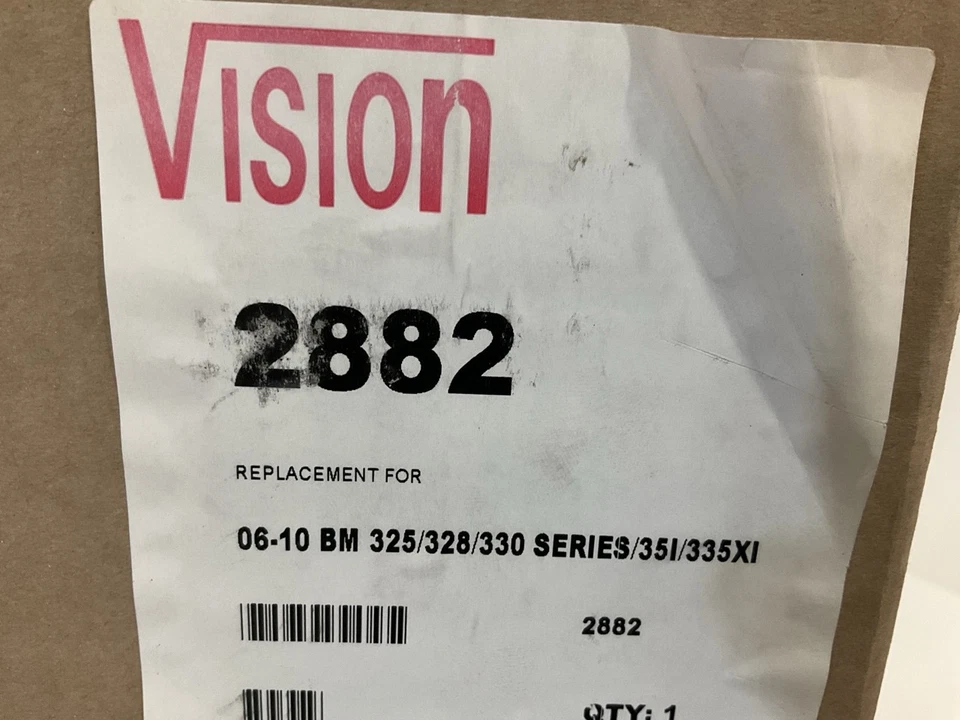 VISION
2882
REPLACEMENT FOR
06-10 BM 325/328/330 SERIES/35I/335XI
2882
QTY: 1